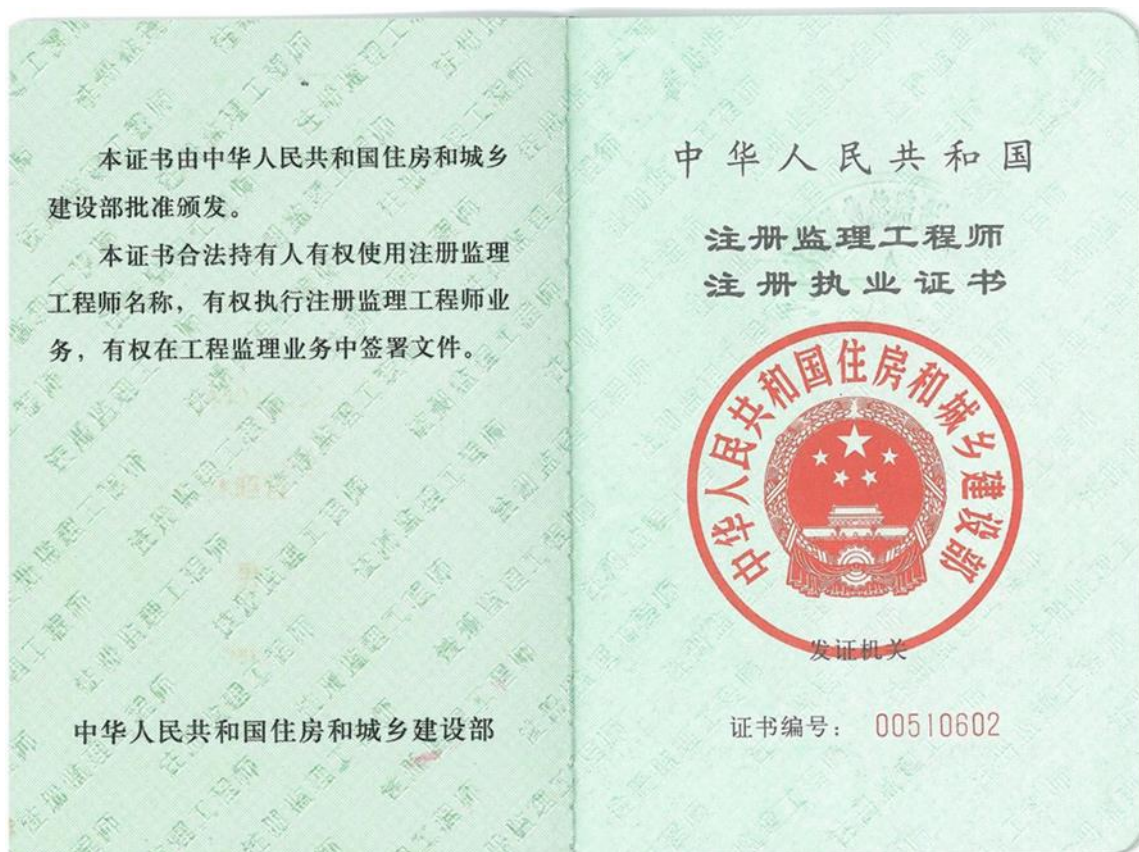 本证书由中华人民共和国住房和城乡
建设部批准颁发。
本证书合法持有人有权使用注册监理
工程师名称，有权执行注册监理工程师业
务，有权在工程监理业务中签署文件。
中华人民共和国住房和城乡建设部
中华人民共和国
注册监理工程师
注册执业证书
中华人民共和国住房和城乡建设部
发证机关
证书编号： 00510602